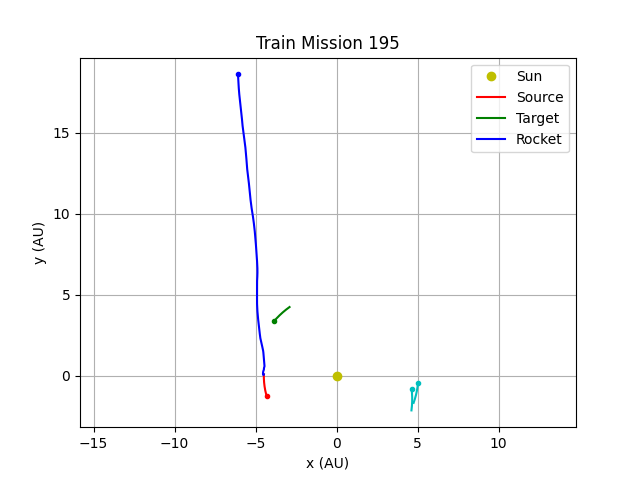 Train Mission 195
Sun
Source
Target
Rocket
15
10
5
0
y (AU)
−15
−10
−5
0
5
10
x (AU)